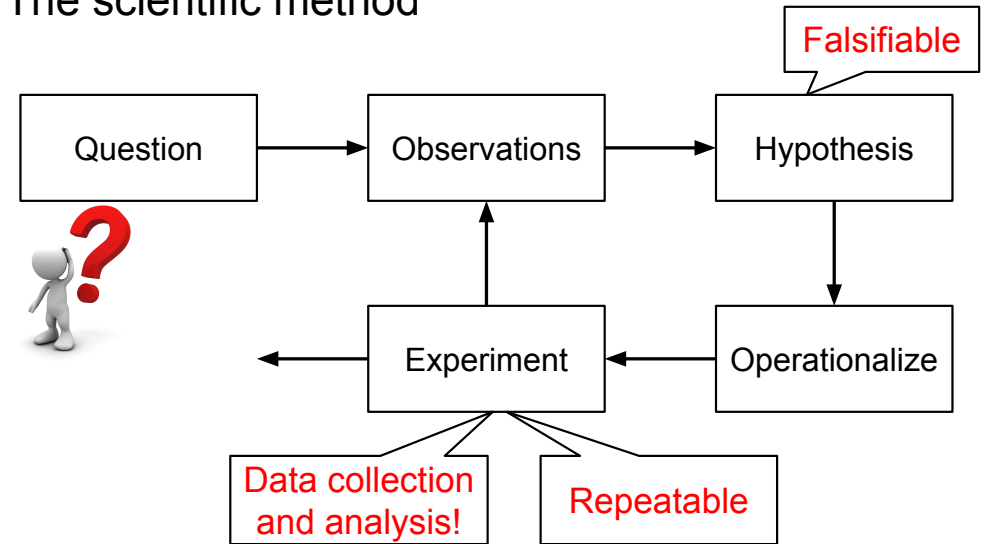 The scientific method
Falsifiable
Question
Observations
Hypothesis
Experiment
Operationalize
Data collection
and analysis!
Repeatable